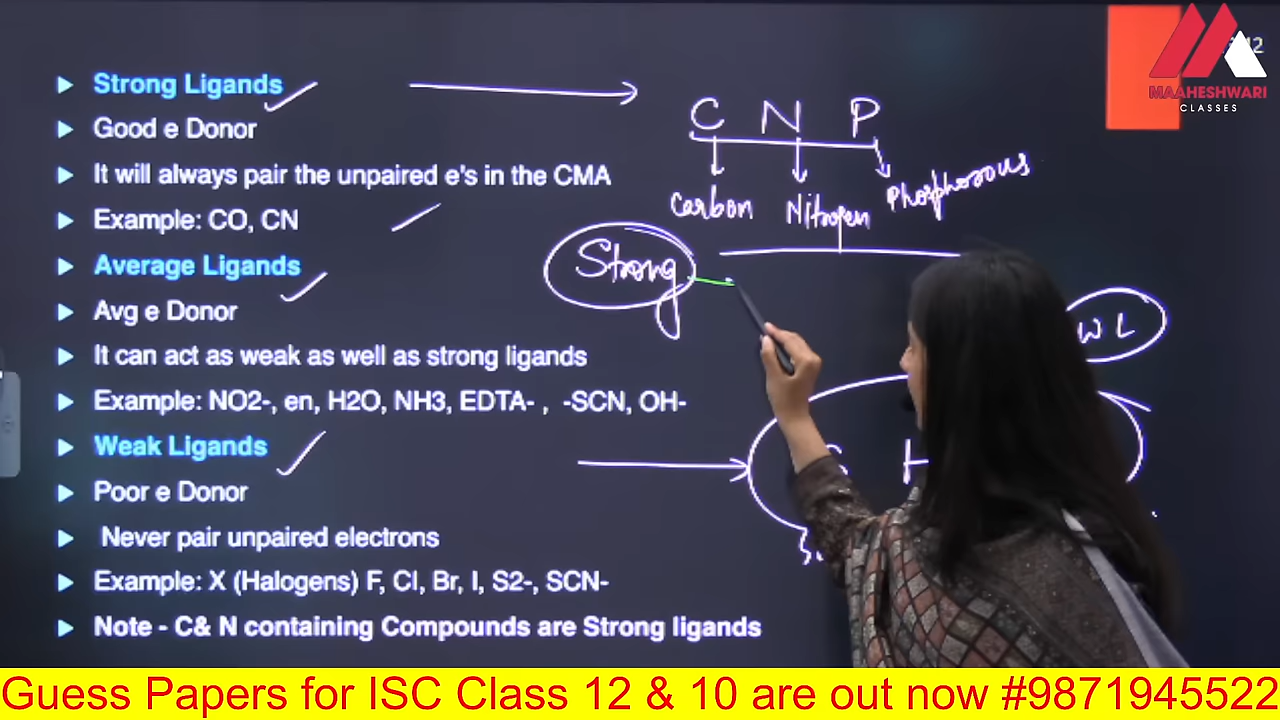 Strong Ligands
Good e Donor
It will always pair the unpaired e's in the CMA
Example: CO, CN
Average Ligands
Avg e Donor
It can act as weak as well as strong ligands
Example: NO2-, en, H2O, NH3, EDTA- , -SCN, OH-
Weak Ligands
Poor e Donor
Never pair unpaired electrons
Example: X (Halogens) F, Cl, Br, I, S2-, SCN-
Note - C& N containing Compounds are Strong ligands
C N P
Carbon Nitrogen Phosphorous
Strong
WL
MAAHESHWARI
CLASSES
Guess Papers for ISC Class 12 & 10 are out now #9871945522